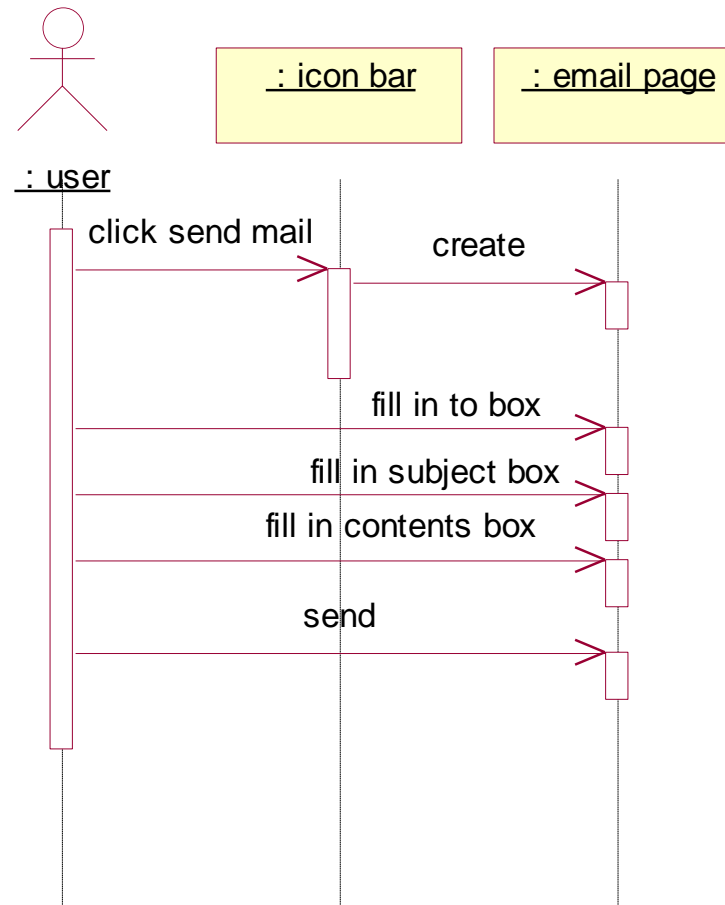 : icon bar
: email page
: user
click send mail
create
fill in to box
fill in subject box
fill in contents box
send